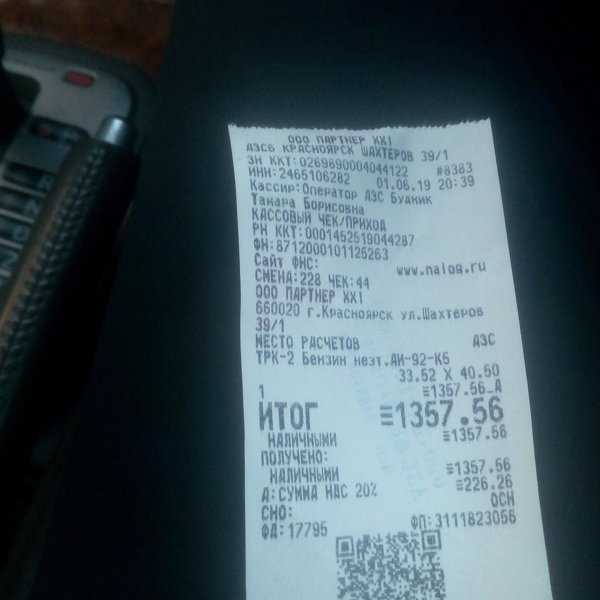 ООО ПАРТНЕР XXI
АЗС6 КРАСНОЯРСК ШАХТЕРОВ 39/1
ЗН ККТ:0269690004044122 #8383
ИНН:2465106282 01.06.19 20:39
Кассир:Оператор АЗС Будник
Тамара Борисовна
КАССОВЫЙ ЧЕК/ПРИХОД
РН ККТ:0001452519044287
ФН:8712000101125263
Сайт ФНС: www.nalog.ru
СМЕНА:228 ЧЕК:44
ООО ПАРТНЕР XXI
660020 г.Красноярск ул.Шахтеров
39/1
МЕСТО РАСЧЕТОВ АЗС
ТРК-2 Бензин неэт.АИ-92-К5
33.52 X 40.50
1 ≡1357.56_А
ИТОГ ≡1357.56
НАЛИЧНЫМИ ≡1357.56
ПОЛУЧЕНО:
НАЛИЧНЫМИ ≡1357.56
А:СУММА НДС 20% ≡226.26
СНО: ОСН
ФД:17795 ФП:3111823056